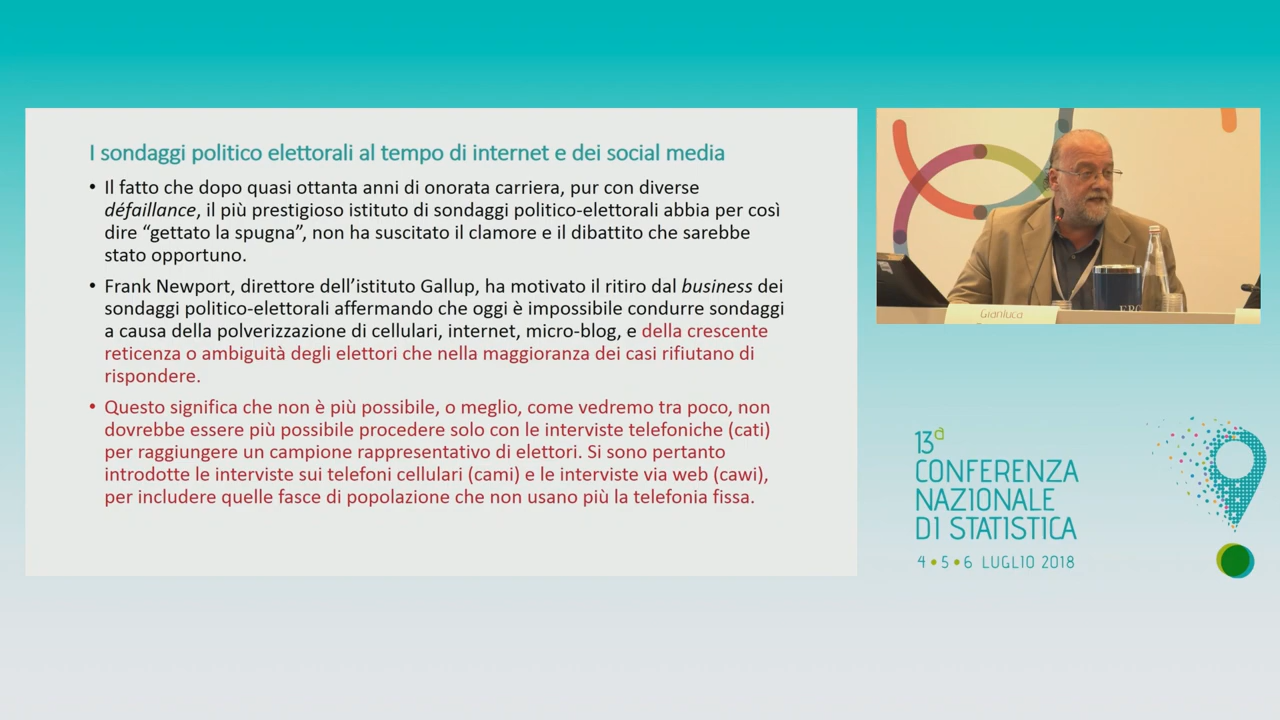 I sondaggi politico elettorali al tempo di internet e dei social media
• Il fatto che dopo quasi ottanta anni di onorata carriera, pur con diverse
défaillance, il più prestigioso istituto di sondaggi politico-elettorali abbia per così
dire “gettato la spugna”, non ha suscitato il clamore e il dibattito che sarebbe
stato opportuno.
• Frank Newport, direttore dell’istituto Gallup, ha motivato il ritiro dal business dei
sondaggi politico-elettorali affermando che oggi è impossibile condurre sondaggi
a causa della polverizzazione di cellulari, internet, micro-blog, e della crescente
reticenza o ambiguità degli elettori che nella maggioranza dei casi rifiutano di
rispondere.
• Questo significa che non è più possibile, o meglio, come vedremo tra poco, non
dovrebbe essere più possibile procedere solo con le interviste telefoniche (cati)
per raggiungere un campione rappresentativo di elettori. Si sono pertanto
introdotte le interviste sui telefoni cellulari (cami) e le interviste via web (cawi),
per includere quelle fasce di popolazione che non usano più la telefonia fissa.
Gianluca
13a
CONFERENZA
NAZIONALE
DI STATISTICA
4 • 5 • 6 LUGLIO 2018